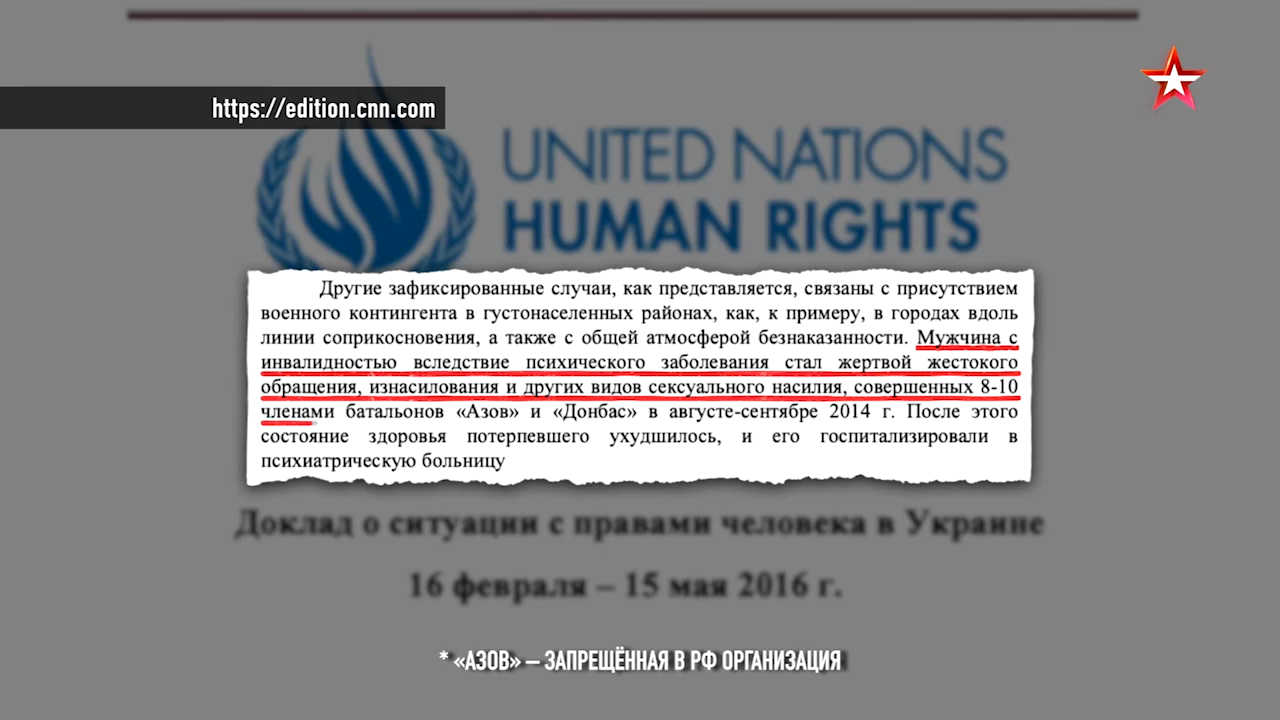 https://edition.cnn.com
UNITED NATIONS
HUMAN RIGHTS
Другие зафиксированные случаи, как представляется, связаны с присутствием
военного контингента в густонаселенных районах, как, к примеру, в городах вдоль
линии соприкосновения, а также с общей атмосферой безнаказанности. Мужчина с
инвалидностью вследствие психического заболевания стал жертвой жестокого
обращения, изнасилования и других видов сексуального насилия, совершенных 8-10
членами батальонов «Азов» и «Донбас» в августе-сентябре 2014 г. После этого
состояние здоровья потерпевшего ухудшилось, и его госпитализировали в
психиатрическую больницу
Доклад о ситуации с правами человека в Украине
16 февраля – 15 мая 2016 г.
* «АЗОВ» – ЗАПРЕЩЁННАЯ В РФ ОРГАНИЗАЦИЯ